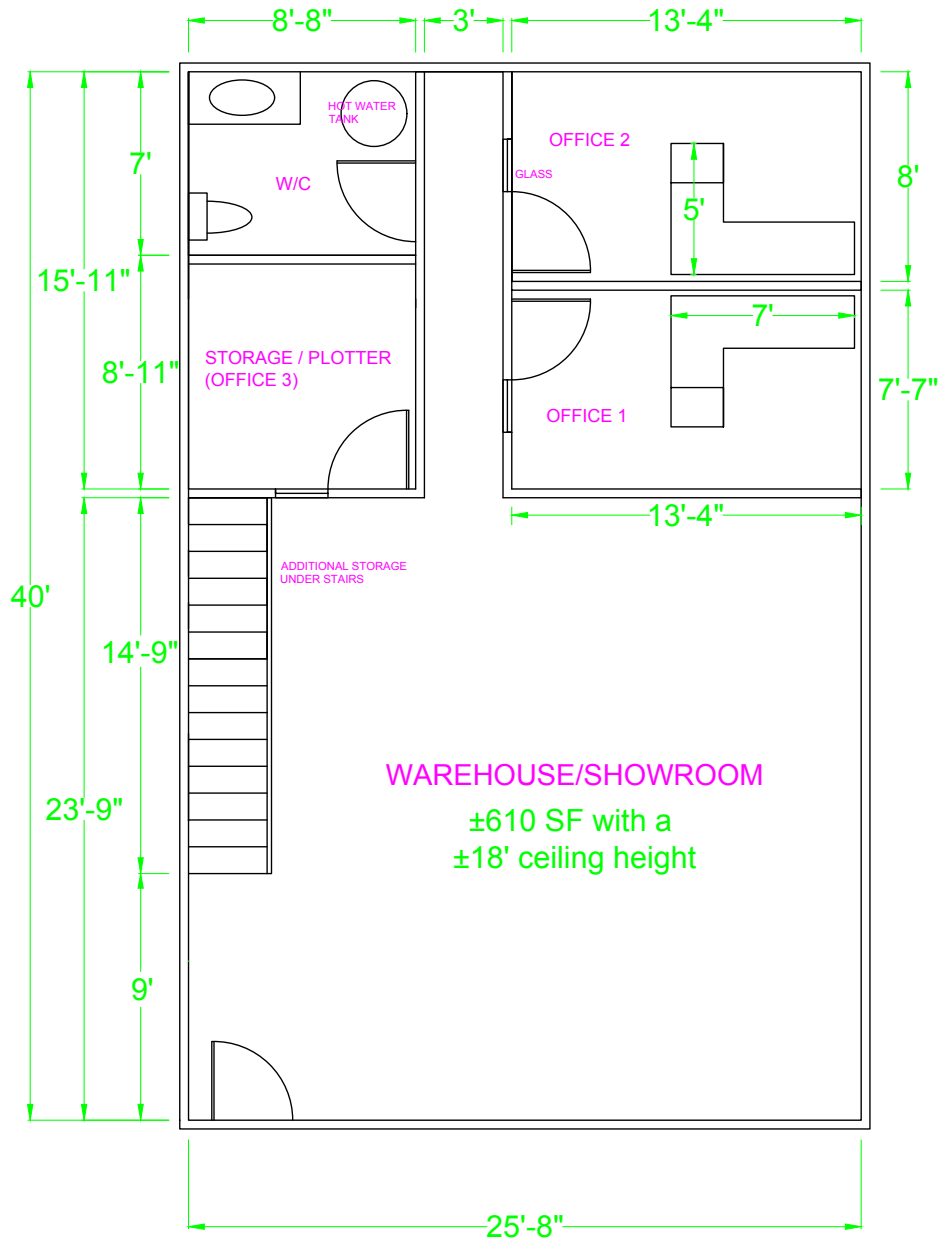 8'-8"
3'
13'-4"
HOT WATER
TANK
OFFICE 2
7'
W/C
GLASS
8'
5'
15'-11"
7'
STORAGE / PLOTTER
(OFFICE 3)
8'-11"
7'-7"
OFFICE 1
13'-4"
ADDITIONAL STORAGE
UNDER STAIRS
40'
14'-9"
WAREHOUSE/SHOWROOM
23'-9"
±610 SF with a
±18' ceiling height
9'
25'-8"